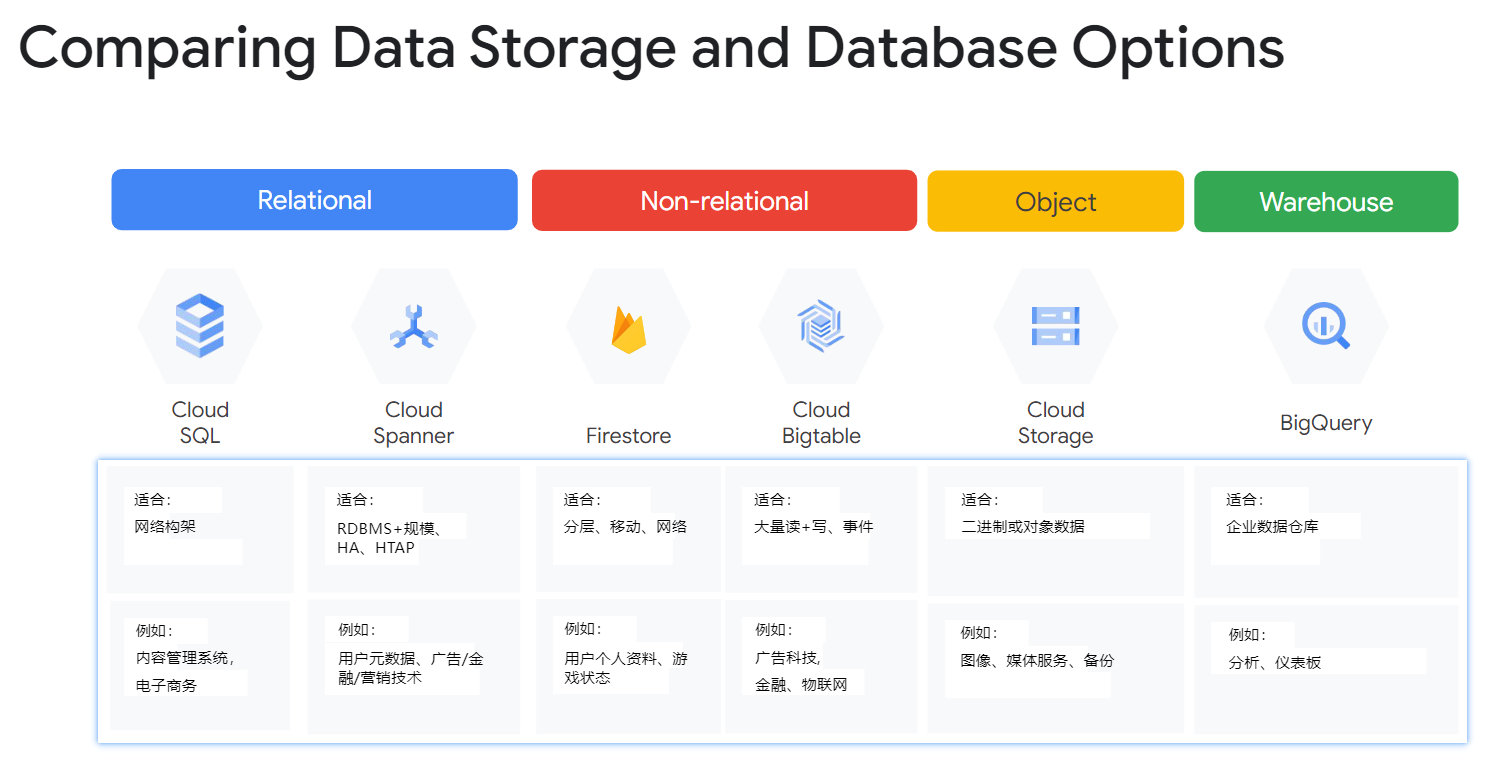 Comparing Data Storage and Database Options
Relational
Non-relational
Object
Warehouse
Cloud
SQL
Cloud
Spanner
Firestore
Cloud
Bigtable
Cloud
Storage
BigQuery
适合：
网络构架
适合：
RDBMS+规模、
HA、HTAP
适合：
分层、移动、网络
适合：
大量读+写、事件
适合：
二进制或对象数据
适合：
企业数据仓库
例如：
内容管理系统，
电子商务
例如：
用户元数据、广告/金
融/营销技术
例如：
用户个人资料、游
戏状态
例如：
广告科技,
金融、物联网
例如：
图像、媒体服务、备份
例如：
分析、仪表板